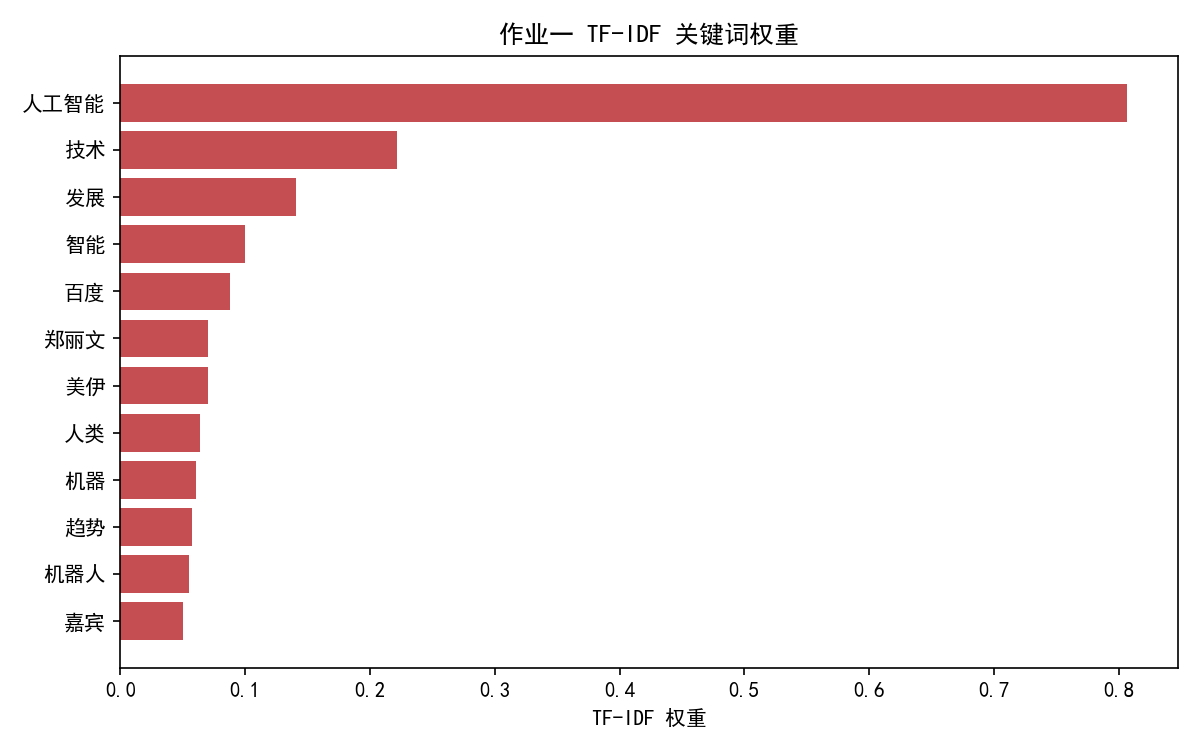 作业一 TF-IDF 关键词权重
人工智能
技术
发展
智能
百度
郑丽文
美伊
人类
机器
趋势
机器人
嘉宾
0.0 0.1 0.2 0.3 0.4 0.5 0.6 0.7 0.8
TF-IDF 权重